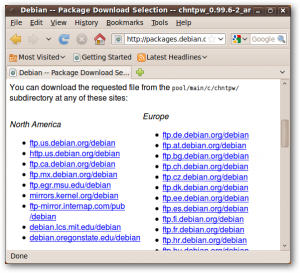 Debian -- Package Download Selection -- chntpw_0.99.6-2_ar
File Edit View History Bookmarks Tools Help
http://packages.debian.o
Google
Most Visited Getting Started Latest Headlines
Debian -- Package Download Se...
You can download the requested file from the pool/main/c/chntpw/
subdirectory at any of these sites:
North America
ftp.us.debian.org/debian
http.us.debian.org/debian
ftp.ca.debian.org/debian
ftp.mx.debian.org/debian
ftp.egr.msu.edu/debian
mirrors.kernel.org/debian
ftp-mirror.internap.com/pub
/debian
debian.lcs.mit.edu/debian
debian.oregonstate.edu/debian
Europe
ftp.de.debian.org/debian
ftp.at.debian.org/debian
ftp.bg.debian.org/debian
ftp.ch.debian.org/debian
ftp.cz.debian.org/debian
ftp.dk.debian.org/debian
ftp.ee.debian.org/debian
ftp.es.debian.org/debian
ftp.fi.debian.org/debian
ftp.fr.debian.org/debian
ftp.hr.debian.org/debian
ftp.hu.debian.org/debian
Done